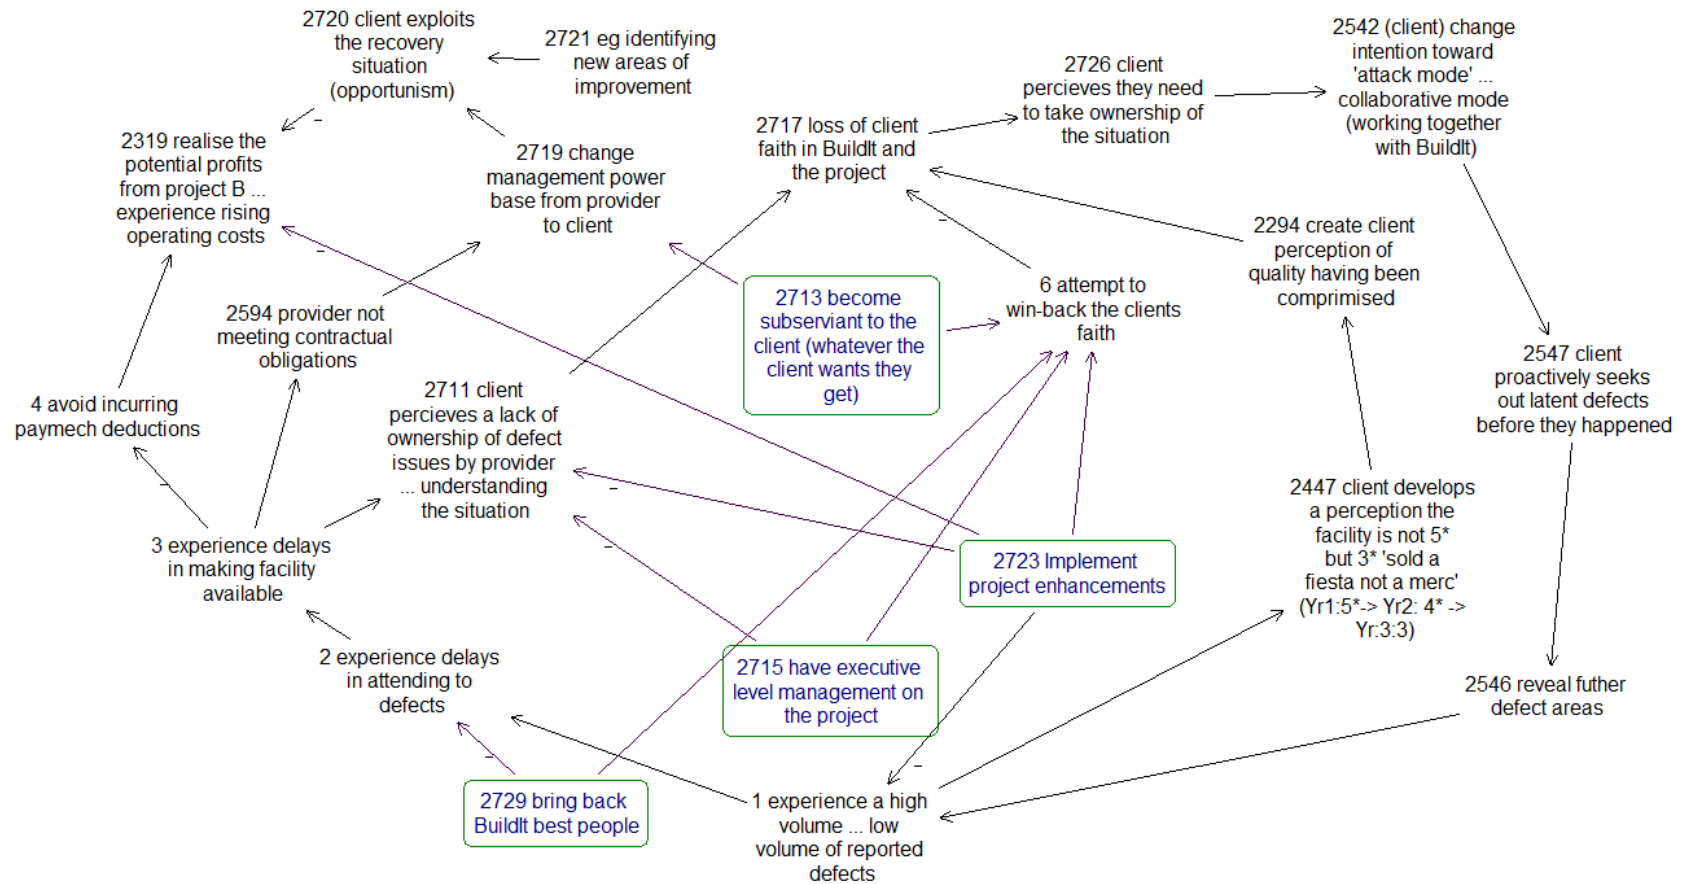 2720 client exploits
the recovery
situation
(opportunism)
2721 eg identifying
new areas of
improvement
2542 (client) change
intention toward
'attack mode' ...
collaborative mode
(working together
with BuildIt)
2726 client
percieves they need
to take ownership of
the situation
2717 loss of client
faith in BuildIt and
the project
2319 realise the
potential profits
from project B ...
experience rising
operating costs
2719 change
management power
base from provider
to client
2294 create client
perception of
quality having been
comprimised
2713 become
subserviant to the
client (whatever the
client wants they
get)
6 attempt to
win-back the clients
faith
2594 provider not
meeting contractual
obligations
2547 client
proactively seeks
out latent defects
before they happened
4 avoid incurring
paymech deductions
2711 client
percieves a lack of
ownership of defect
issues by provider
... understanding
the situation
2447 client develops
a perception the
facility is not 5*
but 3* 'sold a
fiesta not a merc'
(Yr1:5*-> Yr2: 4* ->
Yr:3:3)
3 experience delays
in making facility
available
2723 Implement
project enhancements
2 experience delays
in attending to
defects
2715 have executive
level management on
the project
2546 reveal futher
defect areas
2729 bring back
BuildIt best people
1 experience a high
volume ... low
volume of reported
defects